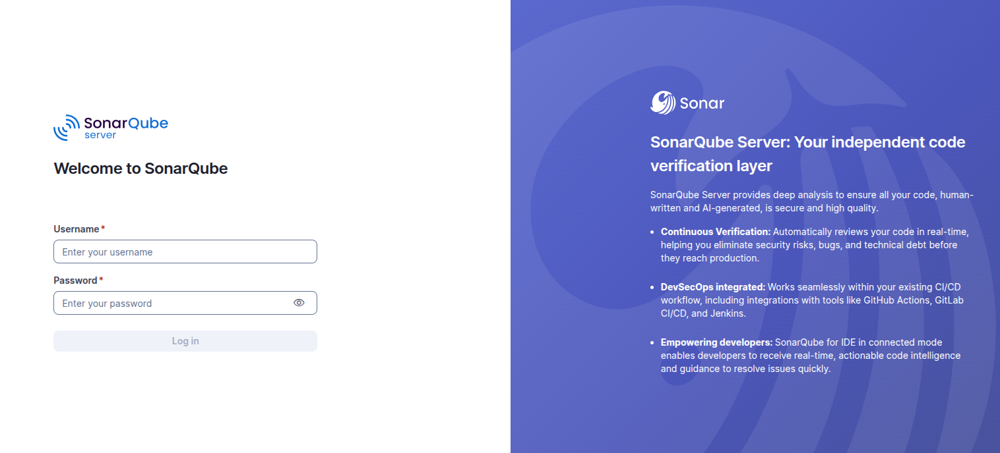 SonarQube
server
Welcome to SonarQube
Username *
Enter your username
Password *
Enter your password
Log in
Sonar
SonarQube Server: Your independent code
verification layer
SonarQube Server provides deep analysis to ensure all your code, human-
written and AI-generated, is secure and high quality.
• Continuous Verification: Automatically reviews your code in real-time,
helping you eliminate security risks, bugs, and technical debt before
they reach production.
• DevSecOps integrated: Works seamlessly within your existing CI/CD
workflow, including integrations with tools like GitHub Actions, GitLab
CI/CD, and Jenkins.
• Empowering developers: SonarQube for IDE in connected mode
enables developers to receive real-time, actionable code intelligence
and guidance to resolve issues quickly.